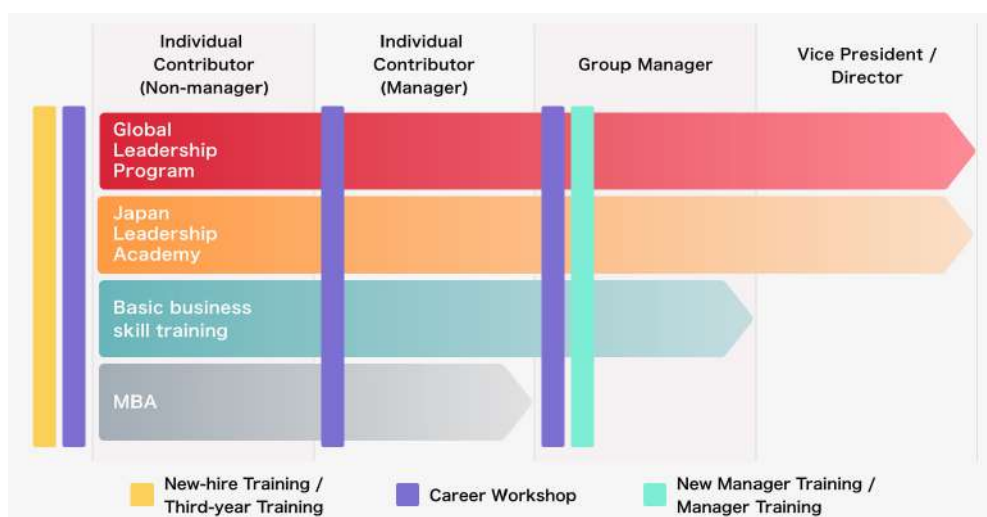 Individual
Contributor
(Non-manager)
Individual
Contributor
(Manager)
Group Manager
Vice President /
Director
Global
Leadership
Program
Japan
Leadership
Academy
Basic business
skill training
MBA
New-hire Training /
Third-year Training
Career Workshop
New Manager Training /
Manager Training